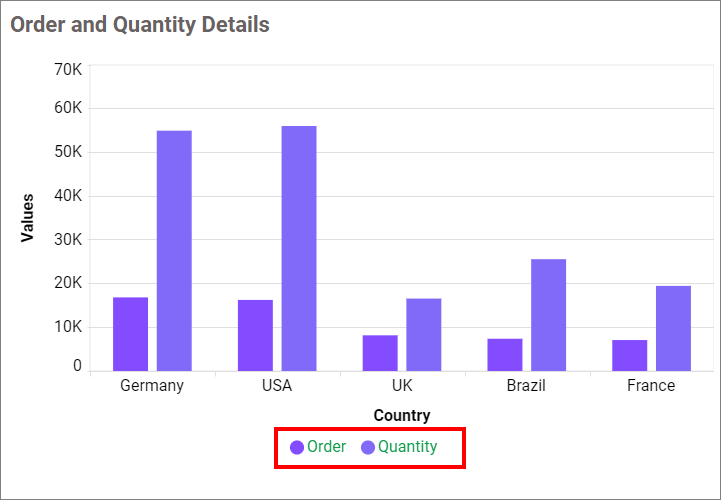 Order and Quantity Details
70K
60K
50K
40K
30K
20K
10K
0
Values
Germany USA UK Brazil France
Country
Order Quantity